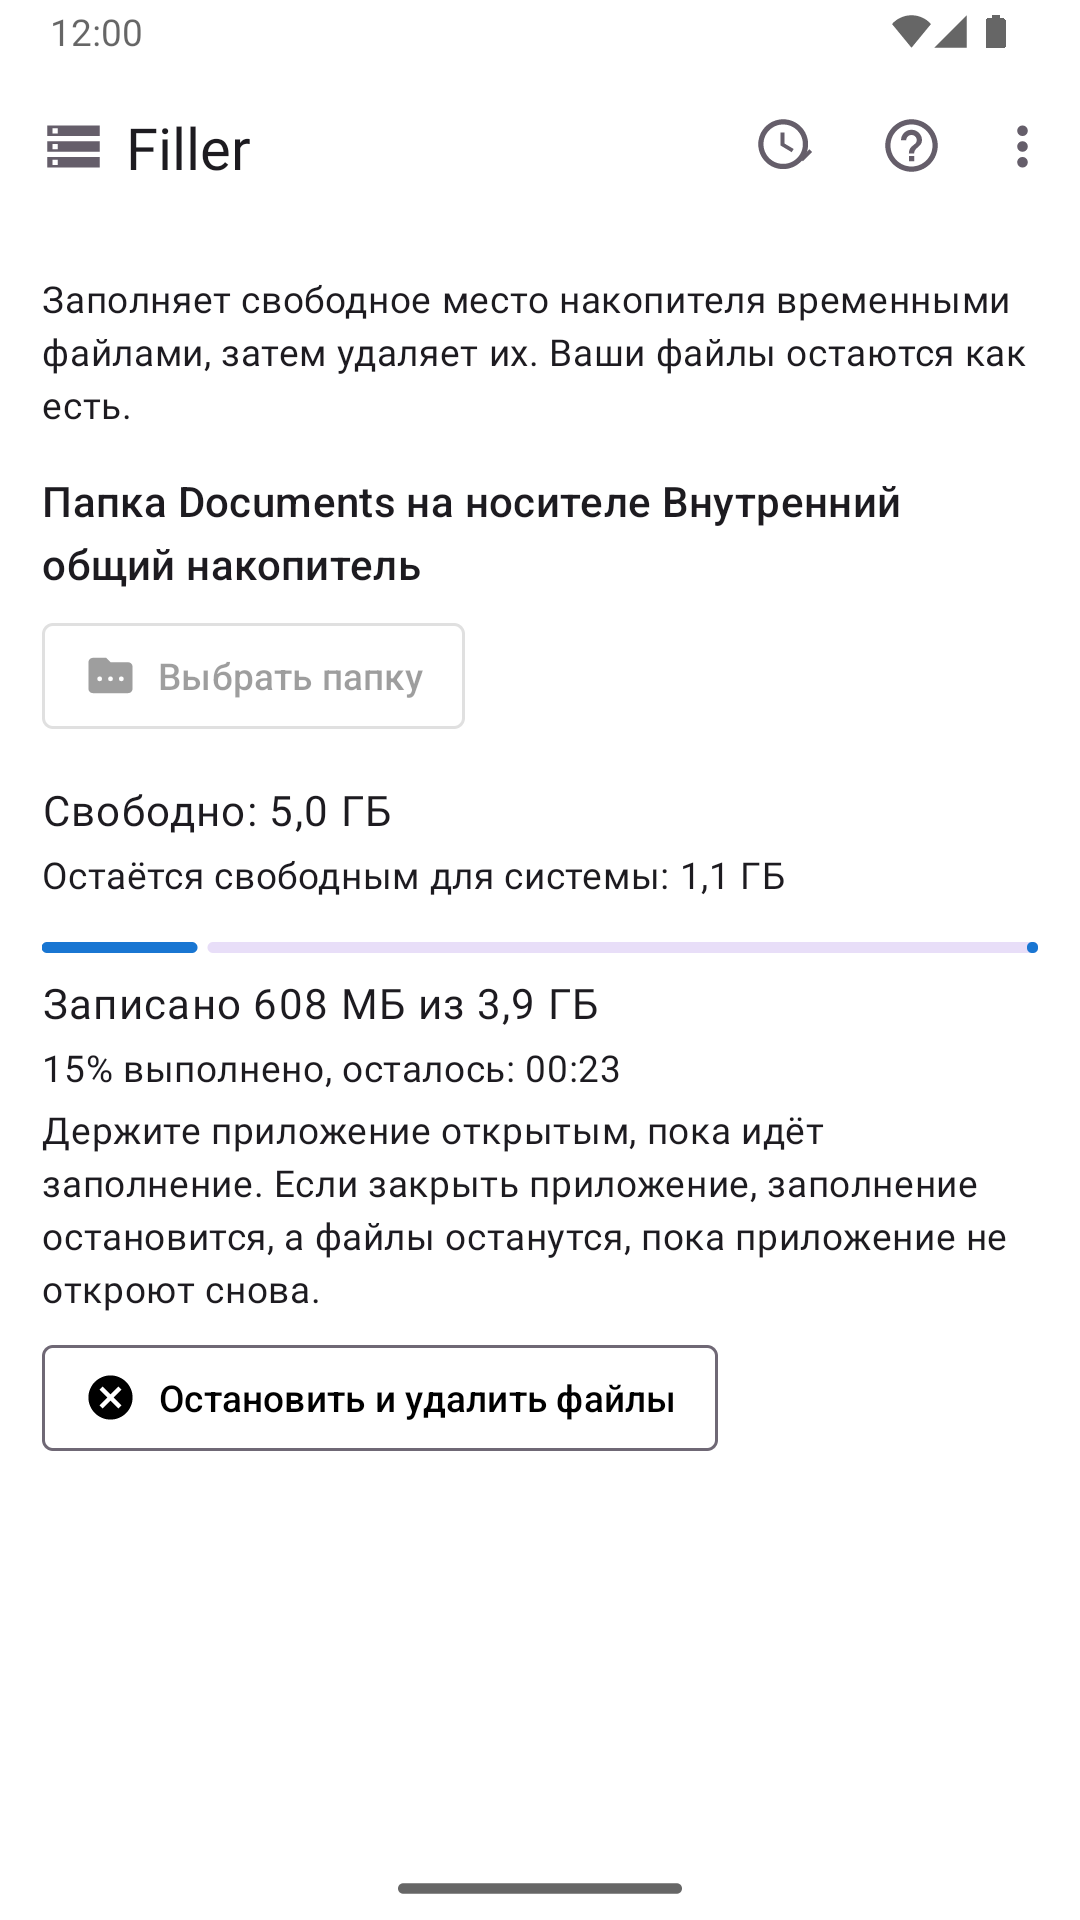 12:00
Filler
Заполняет свободное место накопителя временными
файлами, затем удаляет их. Ваши файлы остаются как
есть.
Папка Documents на носителе Внутренний
общий накопитель
Выбрать папку
Свободно: 5,0 ГБ
Остаётся свободным для системы: 1,1 ГБ
Записано 608 МБ из 3,9 ГБ
15% выполнено, осталось: 00:23
Держите приложение открытым, пока идёт
заполнение. Если закрыть приложение, заполнение
остановится, а файлы останутся, пока приложение не
откроют снова.
Остановить и удалить файлы